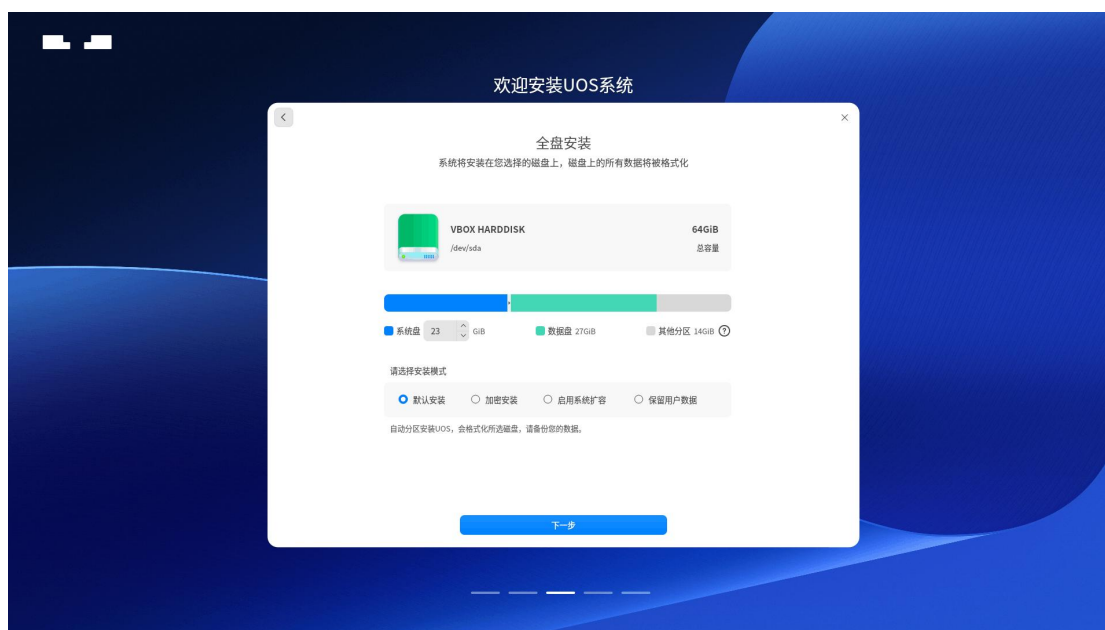 欢迎安装UOS系统
全盘安装
系统将安装在您选择的磁盘上，磁盘上的所有数据将被格式化
VBOX HARDDISK 64GiB
/dev/sda 总容量
系统盘 23 GiB 数据盘 27GiB 其他分区 14GiB ?
请选择安装模式
默认安装 加密安装 启用系统扩容 保留用户数据
自动分区安装UOS，会格式化所选磁盘，请备份您的数据。
下一步